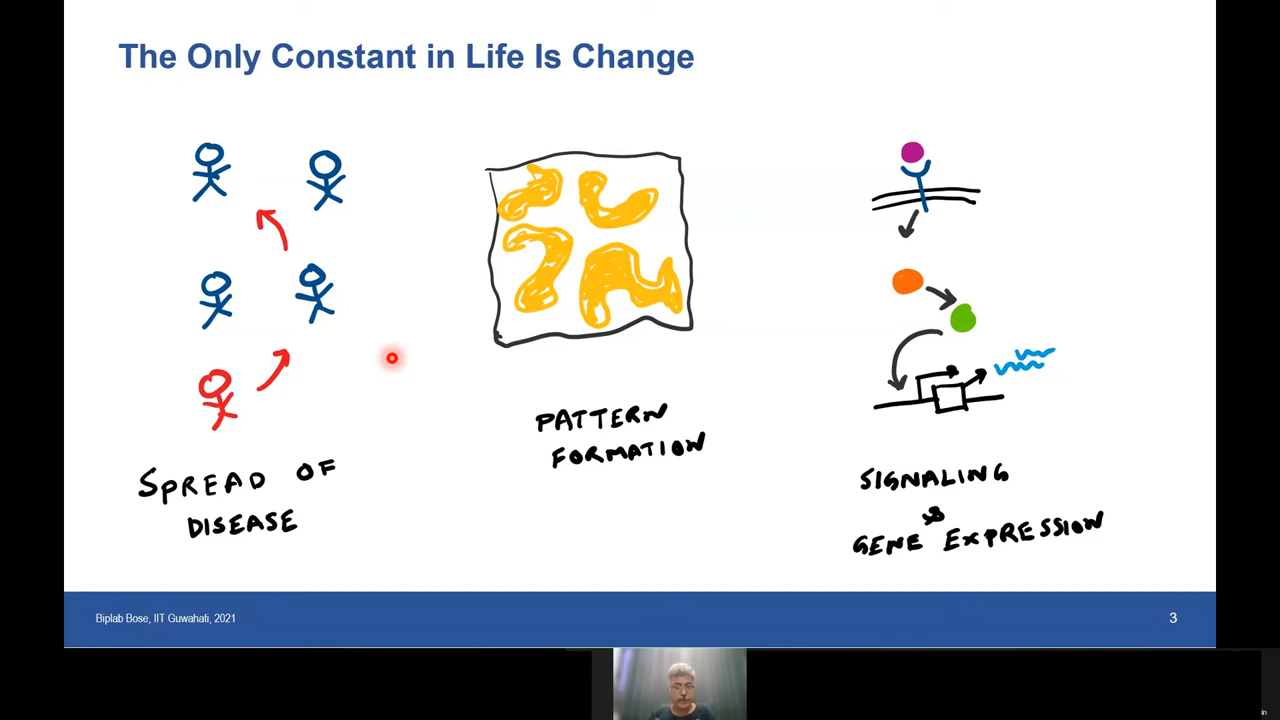 The Only Constant in Life Is Change
SPREAD OF
DISEASE
PATTERN
FORMATION
SIGNALING
&
GENE EXPRESSION
Biplab Bose, IIT Guwahati, 2021
3